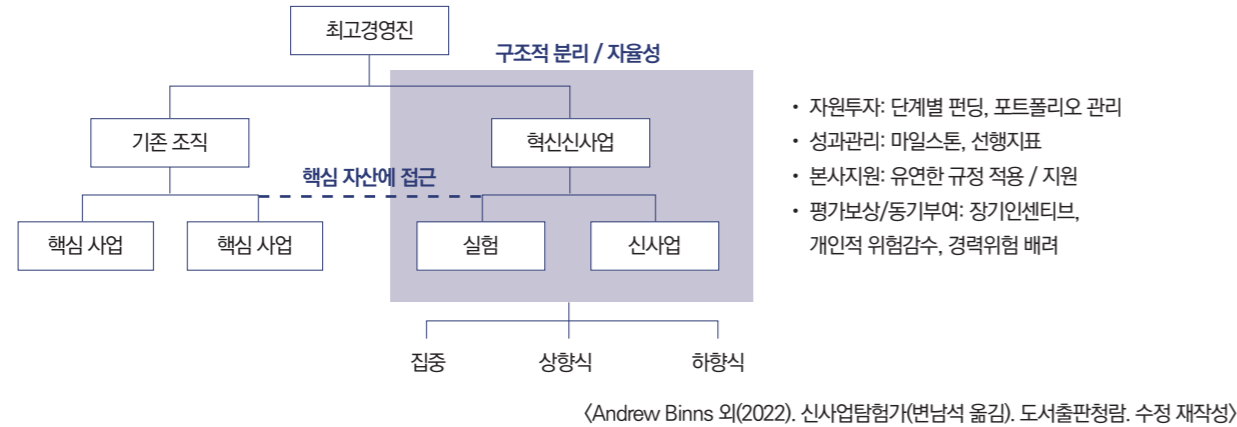 최고경영진
구조적 분리 / 자율성
기존 조직
혁신신사업
핵심 자산에 접근
핵심 사업
핵심 사업
실험
신사업
집중
상향식
하향식
• 자원투자: 단계별 펀딩, 포트폴리오 관리
• 성과관리: 마일스톤, 선행지표
• 본사지원: 유연한 규정 적용 / 지원
• 평가보상/동기부여: 장기인센티브,
개인적 위험감수, 경력위험 배려
〈Andrew Binns 외(2022). 신사업탐험가(변남석 옮김). 도서출판청람. 수정 재작성〉